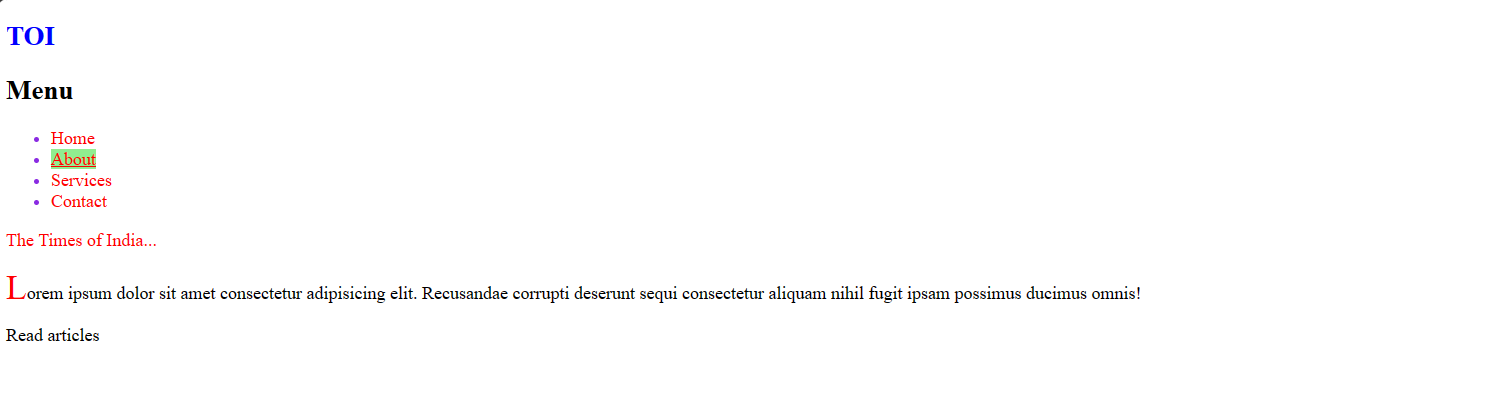 TOI
Menu
Home
About
Services
Contact
The Times of India...
Lorem ipsum dolor sit amet consectetur adipisicing elit. Recusandae corrupti deserunt sequi consectetur aliquam nihil fugit ipsam possimus ducimus omnis!
Read articles